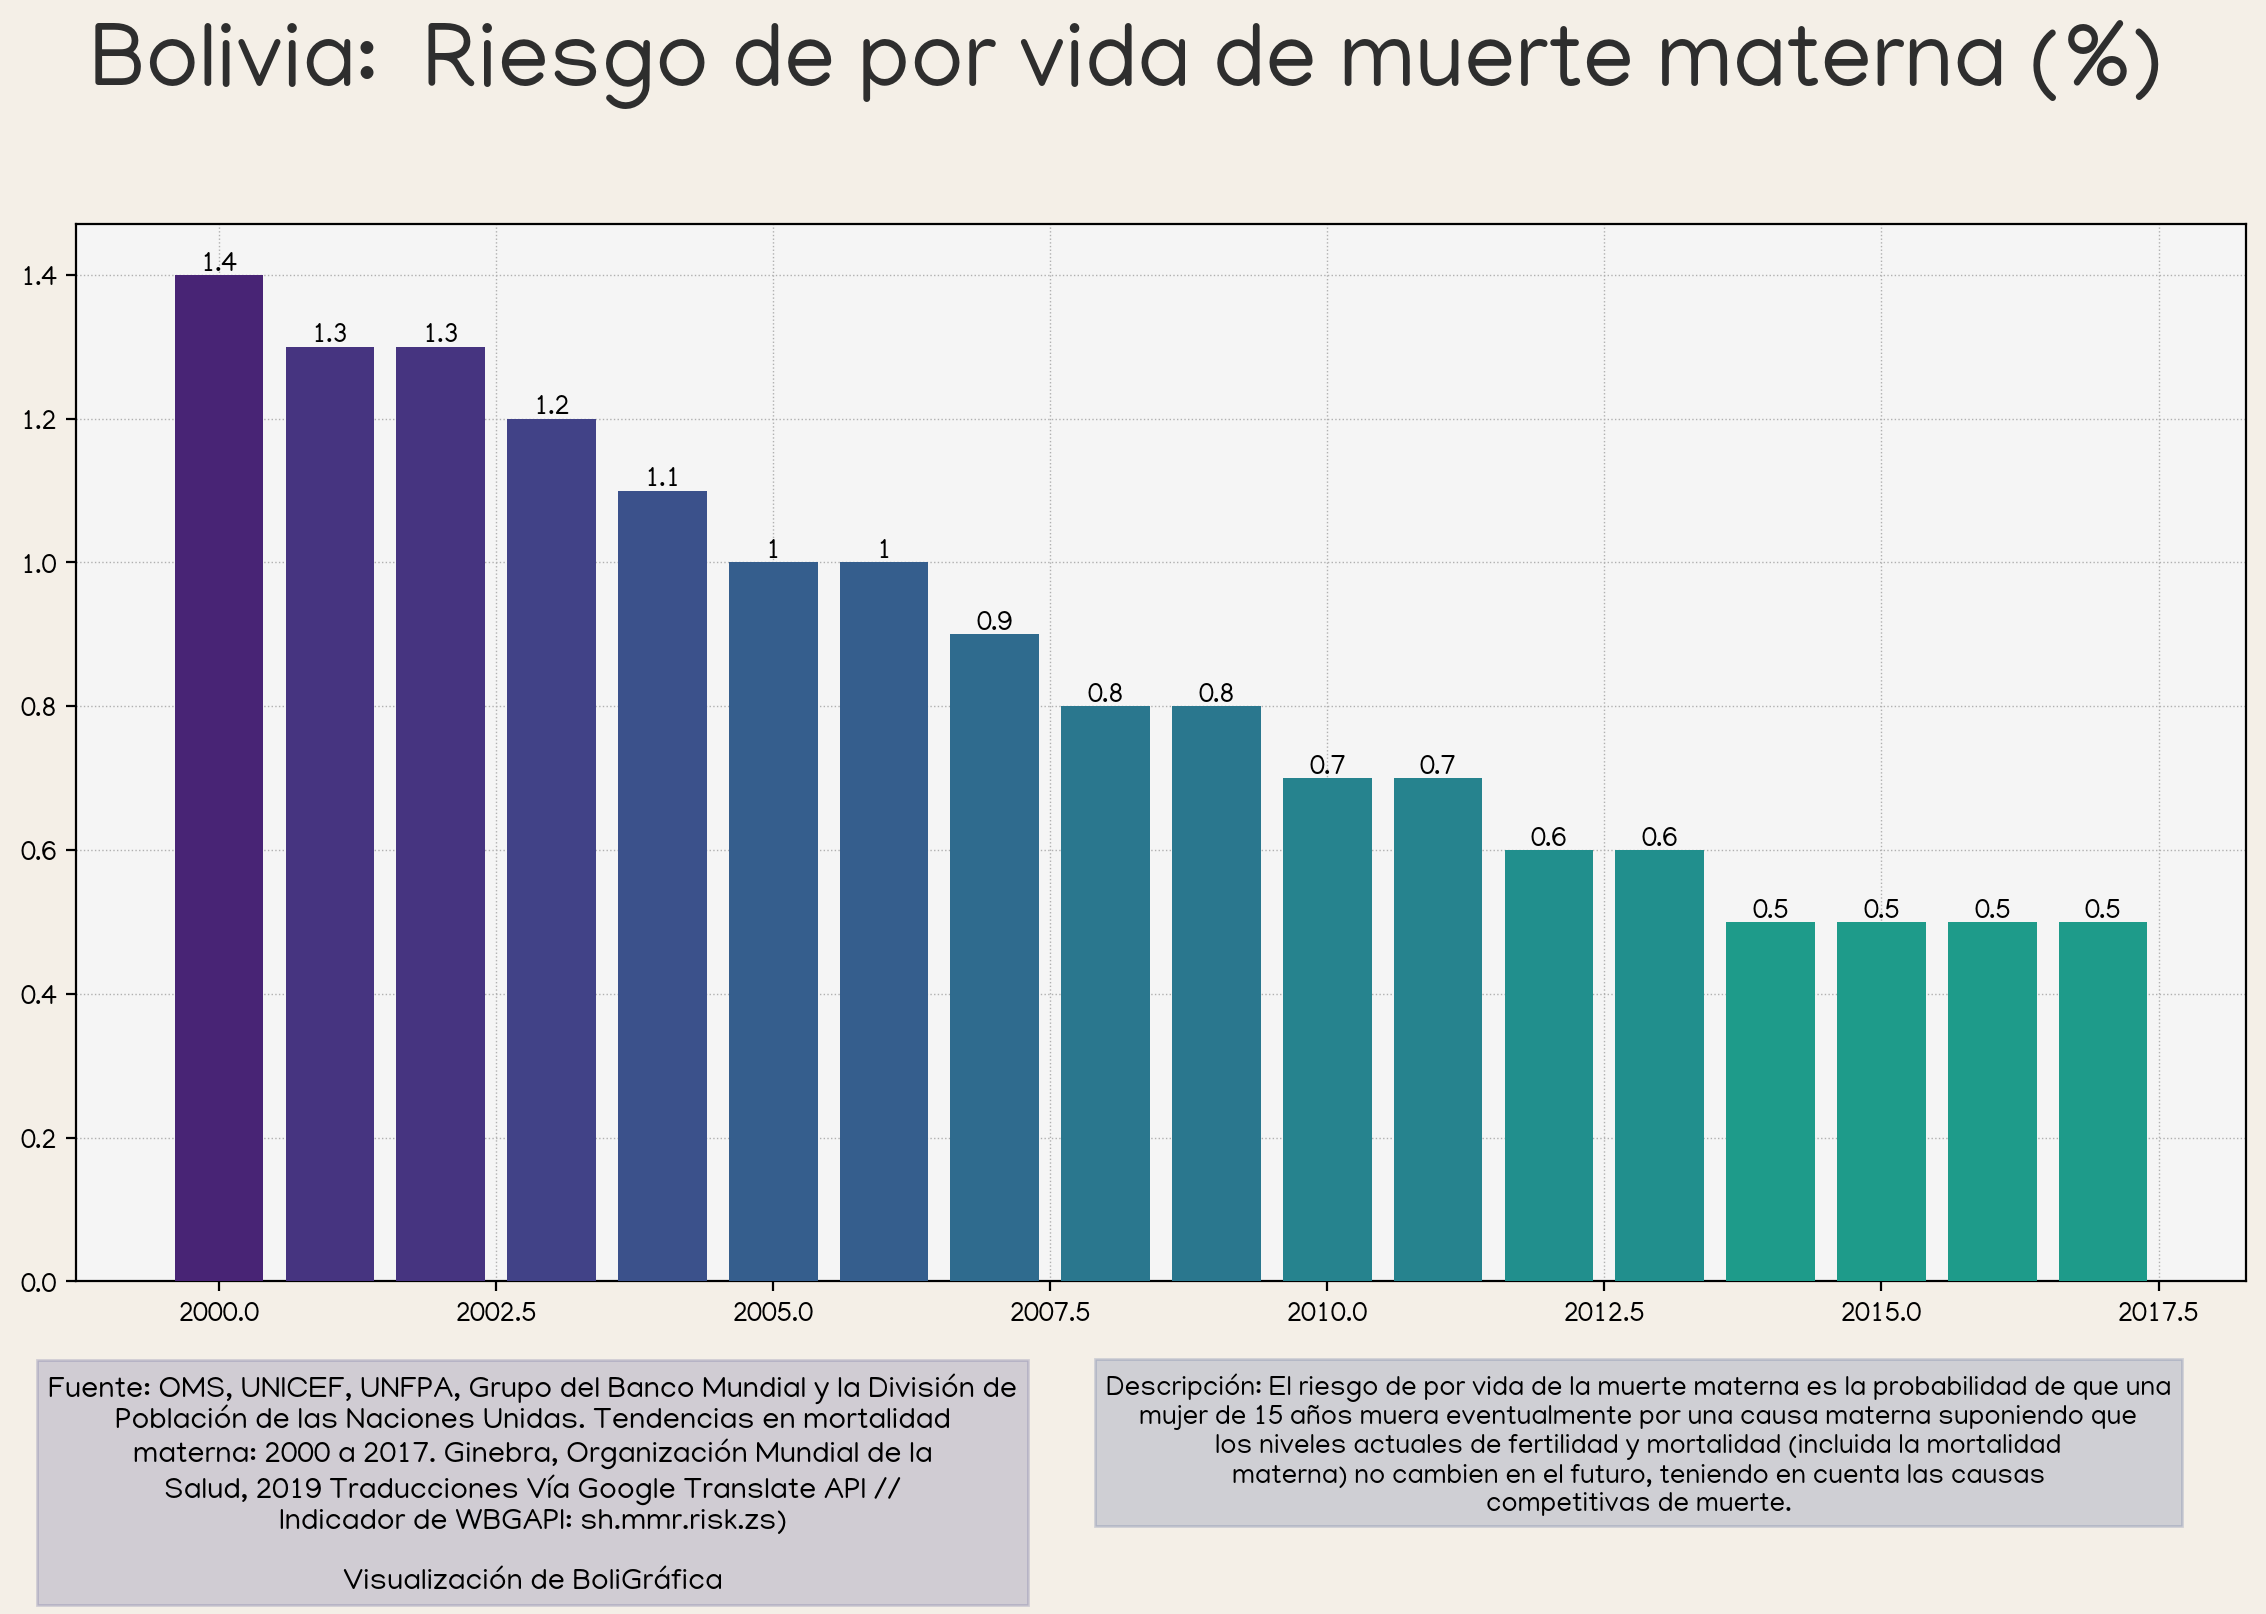 Bolivia: Riesgo de por vida de muerte materna (%)
1.4
1.2
1.0
0.8
0.6
0.4
0.2
0.0
1.4
1.3
1.3
1.2
1.1
1
1
0.9
0.8
0.8
0.7
0.7
0.6
0.6
0.5
0.5
0.5
0.5
2000.0
2002.5
2005.0
2007.5
2010.0
2012.5
2015.0
2017.5
Fuente: OMS, UNICEF, UNFPA, Grupo del Banco Mundial y la División de
Población de las Naciones Unidas. Tendencias en mortalidad
materna: 2000 a 2017. Ginebra, Organización Mundial de la
Salud, 2019 Traducciones Vía Google Translate API //
Indicador de WBGAPI: sh.mmr.risk.zs)
Visualización de BoliGráfica
Descripción: El riesgo de por vida de la muerte materna es la probabilidad de que una
mujer de 15 años muera eventualmente por una causa materna suponiendo que
los niveles actuales de fertilidad y mortalidad (incluida la mortalidad
materna) no cambien en el futuro, teniendo en cuenta las causas
competitivas de muerte.